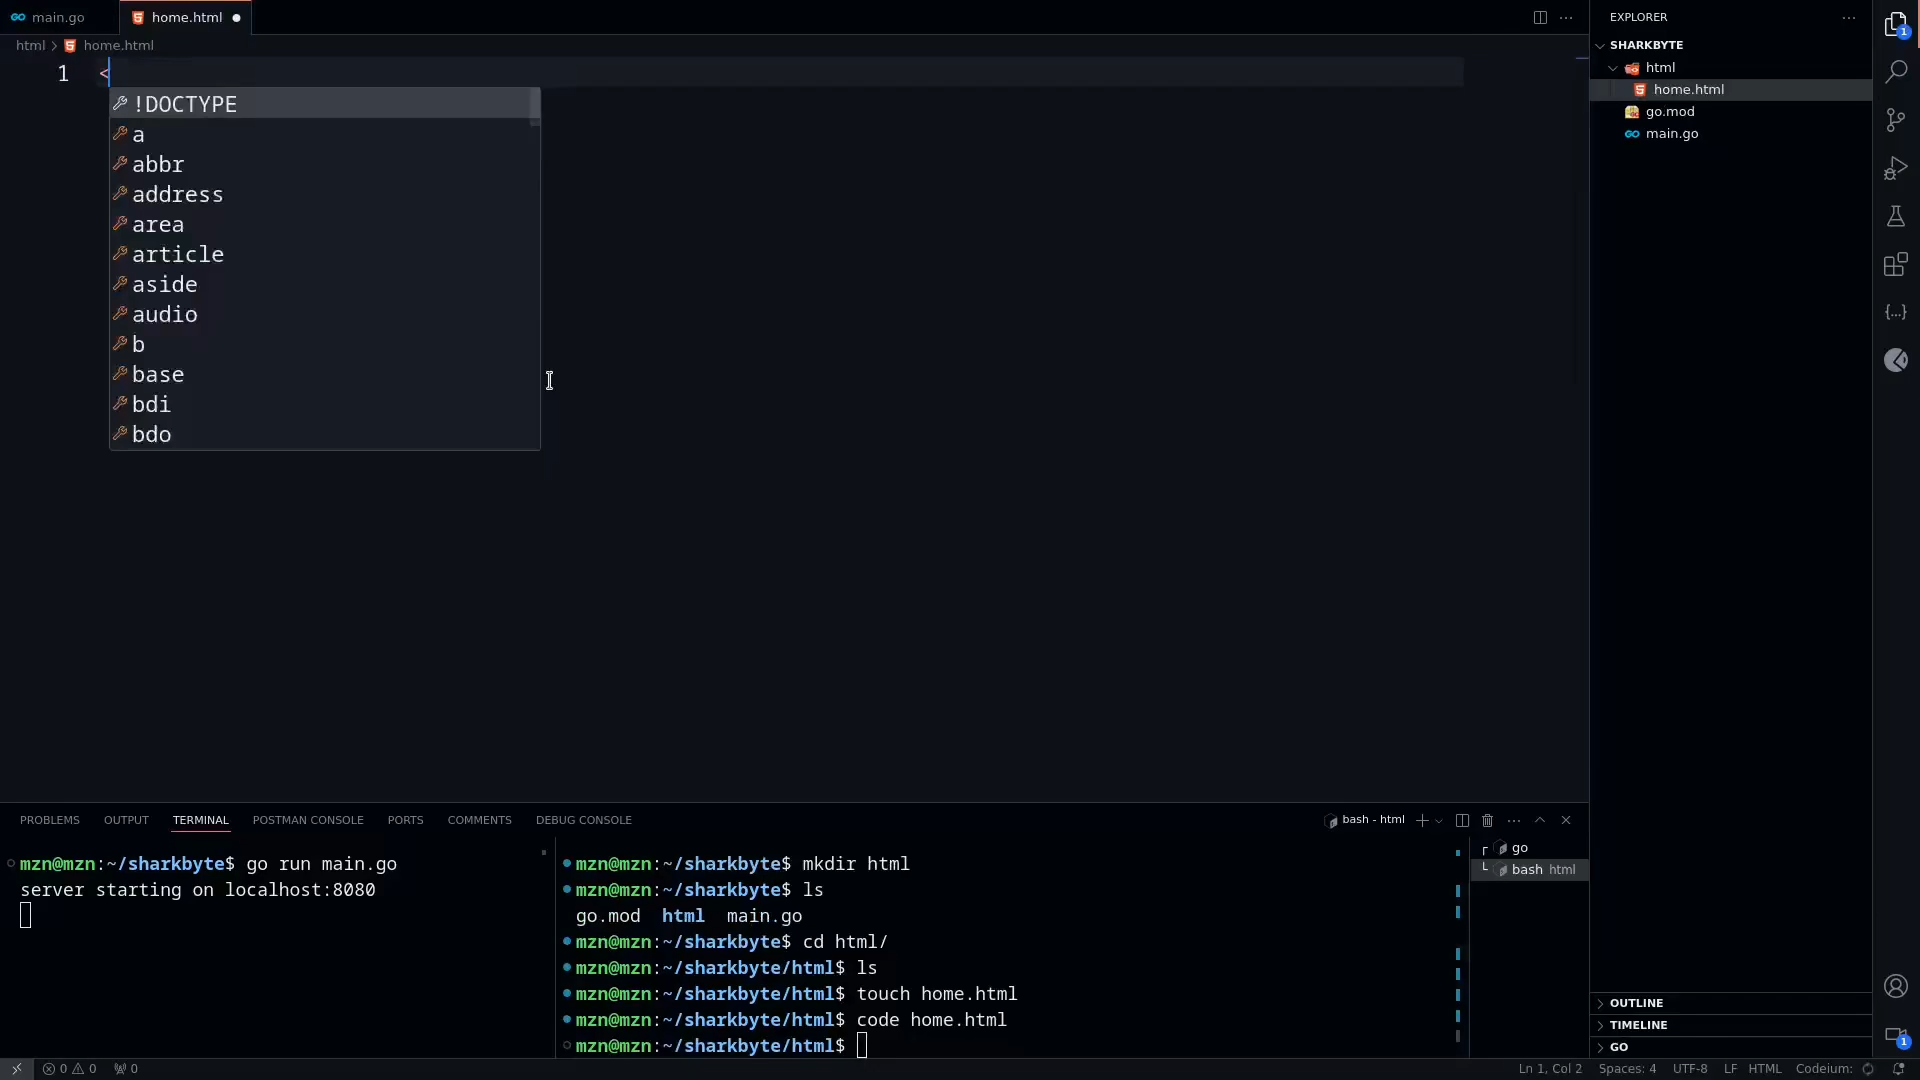 main.go
home.html
EXPLORER
html > home.html
SHARKBYTE
html
home.html
go.mod
main.go
1
<
!DOCTYPE
a
abbr
address
area
article
aside
audio
b
base
bdi
bdo
PROBLEMS OUTPUT TERMINAL POSTMAN CONSOLE PORTS COMMENTS DEBUG CONSOLE
bash - html
mzn@mzn:~/sharkbyte$ go run main.go
server starting on localhost:8080
mzn@mzn:~/sharkbyte$ mkdir html
mzn@mzn:~/sharkbyte$ ls
go.mod html main.go
mzn@mzn:~/sharkbyte$ cd html/
mzn@mzn:~/sharkbyte/html$ ls
mzn@mzn:~/sharkbyte/html$ touch home.html
mzn@mzn:~/sharkbyte/html$ code home.html
mzn@mzn:~/sharkbyte/html$
go
bash html
OUTLINE
TIMELINE
GO
1
1
0 0 0
Ln 1, Col 2 Spaces: 4 UTF-8 LF HTML Codeium: